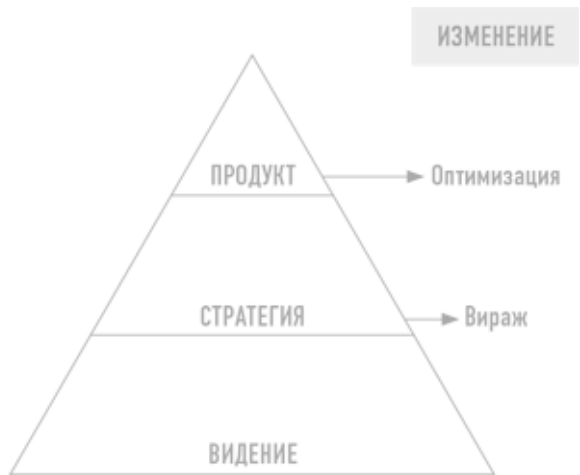 ИЗМЕНЕНИЕ
ПРОДУКТ
Оптимизация
СТРАТЕГИЯ
Вираж
ВИДЕНИЕ